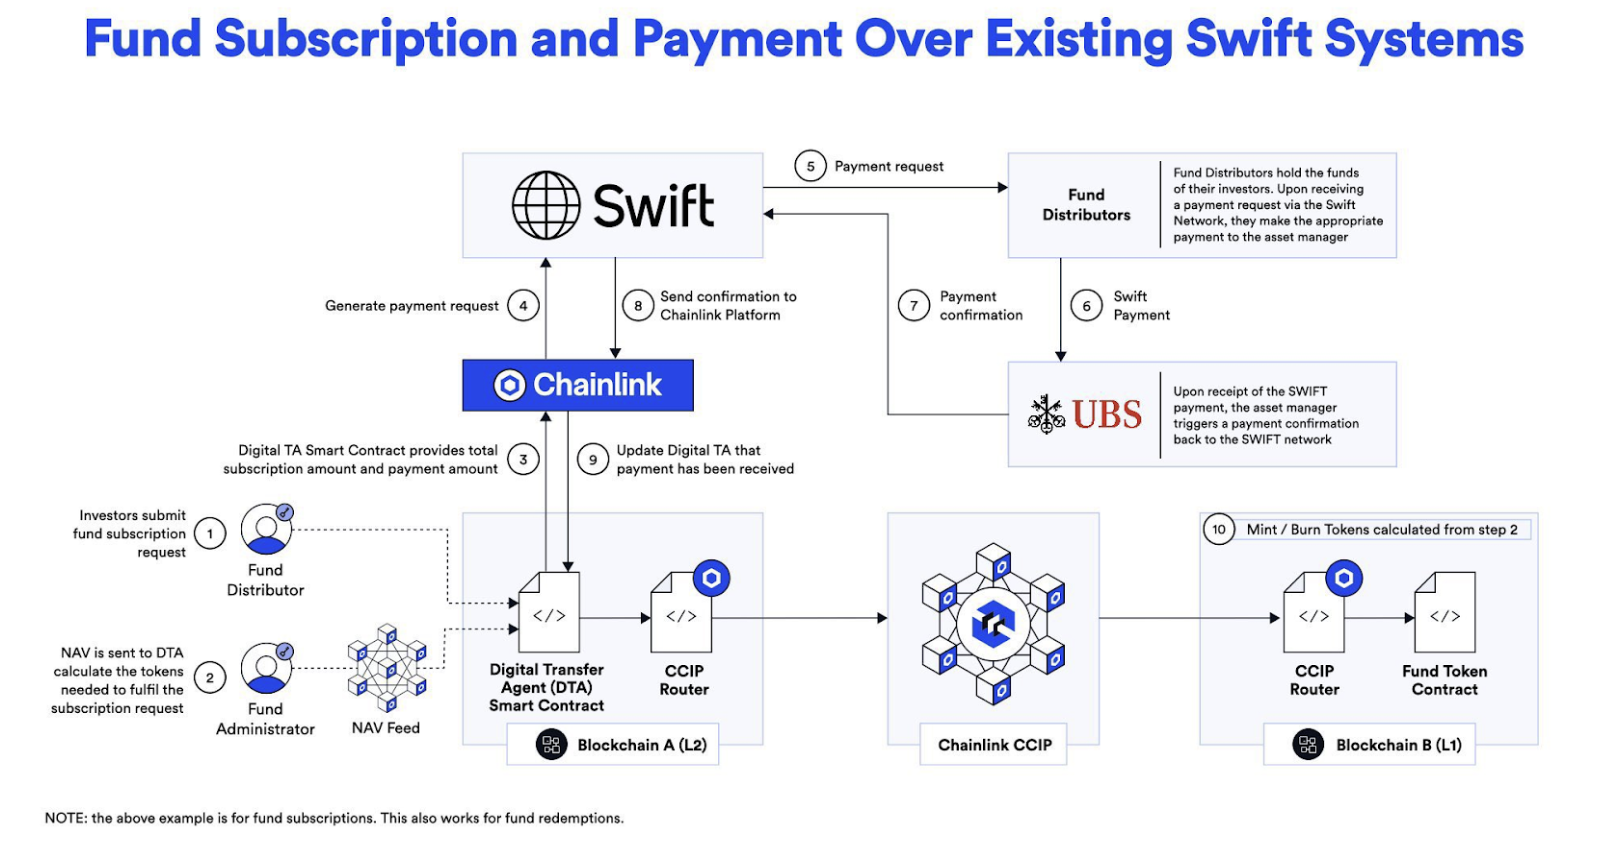 Fund Subscription and Payment Over Existing Swift Systems
Swift
5 Payment request
Fund
Distributors
Fund Distributors hold the funds
of their investors. Upon receiving
a payment request via the Swift
Network, they make the appropriate
payment to the asset manager
Generate payment request 4
8 Send confirmation to
Chainlink Platform
7 Payment
confirmation
6 Swift
Payment
Chainlink
UBS
Upon receipt of the SWIFT
payment, the asset manager
triggers a payment confirmation
back to the SWIFT network
Digital TA Smart Contract provides total
subscription amount and payment amount
3
9 Update Digital TA that
payment has been received
Investors submit
fund subscription
request
1
Fund
Distributor
NAV is sent to DTA
calculate the tokens
needed to fulfil the
subscription request
2
Fund
Administrator
NAV Feed
</>
Digital Transfer
Agent (DTA)
Smart Contract
</>
CCIP
Router
Blockchain A (L2)
Chainlink CCIP
10 Mint / Burn Tokens calculated from step 2
</>
CCIP
Router
</>
Fund Token
Contract
Blockchain B (L1)
NOTE: the above example is for fund subscriptions. This also works for fund redemptions.